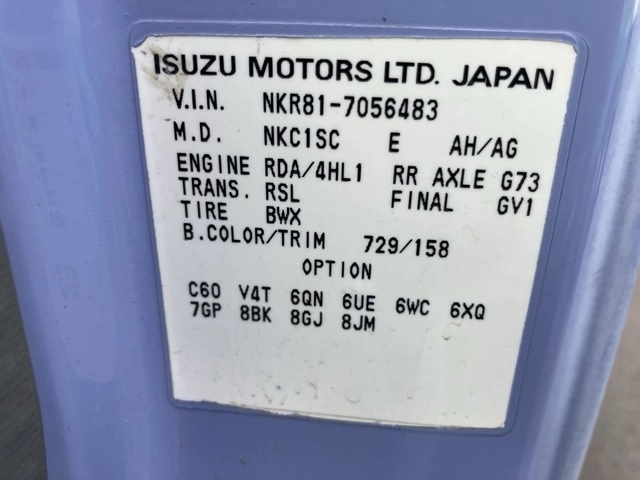 ISUZU MOTORS LTD. JAPAN
V.I.N. NKR81-7056483
M.D. NKC1SC E AH/AG
ENGINE RDA/4HL1 RR AXLE G73
TRANS. RSL FINAL GV1
TIRE BWX
B.COLOR/TRIM 729/158
OPTION
C60 V4T 6QN 6UE 6WC 6XQ
7GP 8BK 8GJ 8JM